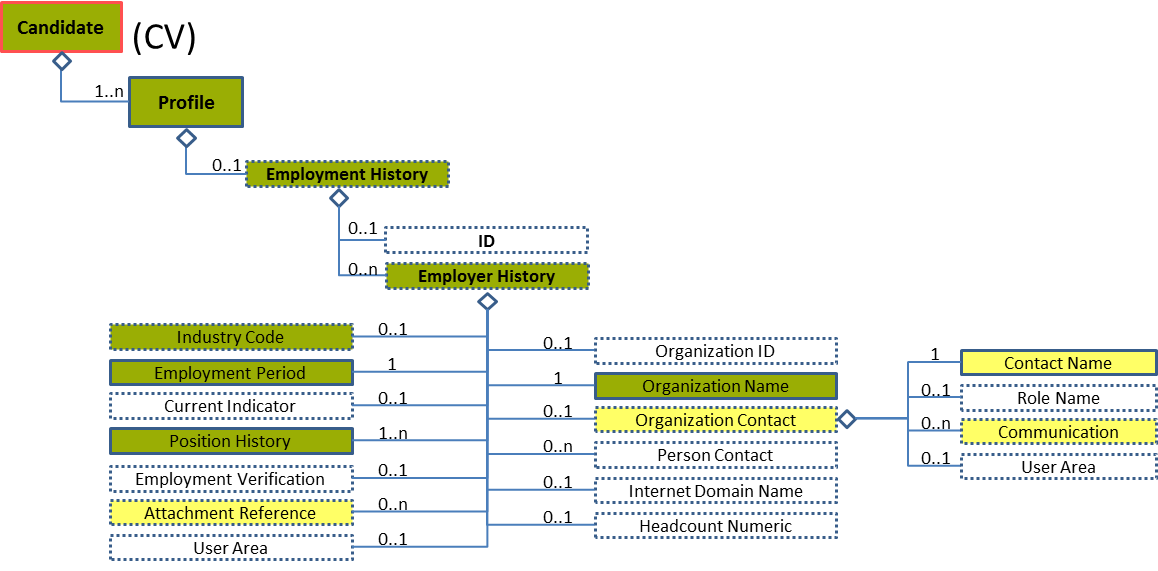 Candidate
(CV)
1..n
Profile
0..1
Employment History
0..1
ID
0..n
Employer History
Industry Code
0..1
Employment Period
1
Current Indicator
0..1
Position History
1..n
Employment Verification
0..1
Attachment Reference
0..n
User Area
0..1
0..1
Organization ID
1
Organization Name
0..1
Organization Contact
0..n
Person Contact
0..1
Internet Domain Name
0..1
Headcount Numeric
1
Contact Name
0..1
Role Name
0..n
Communication
0..1
User Area